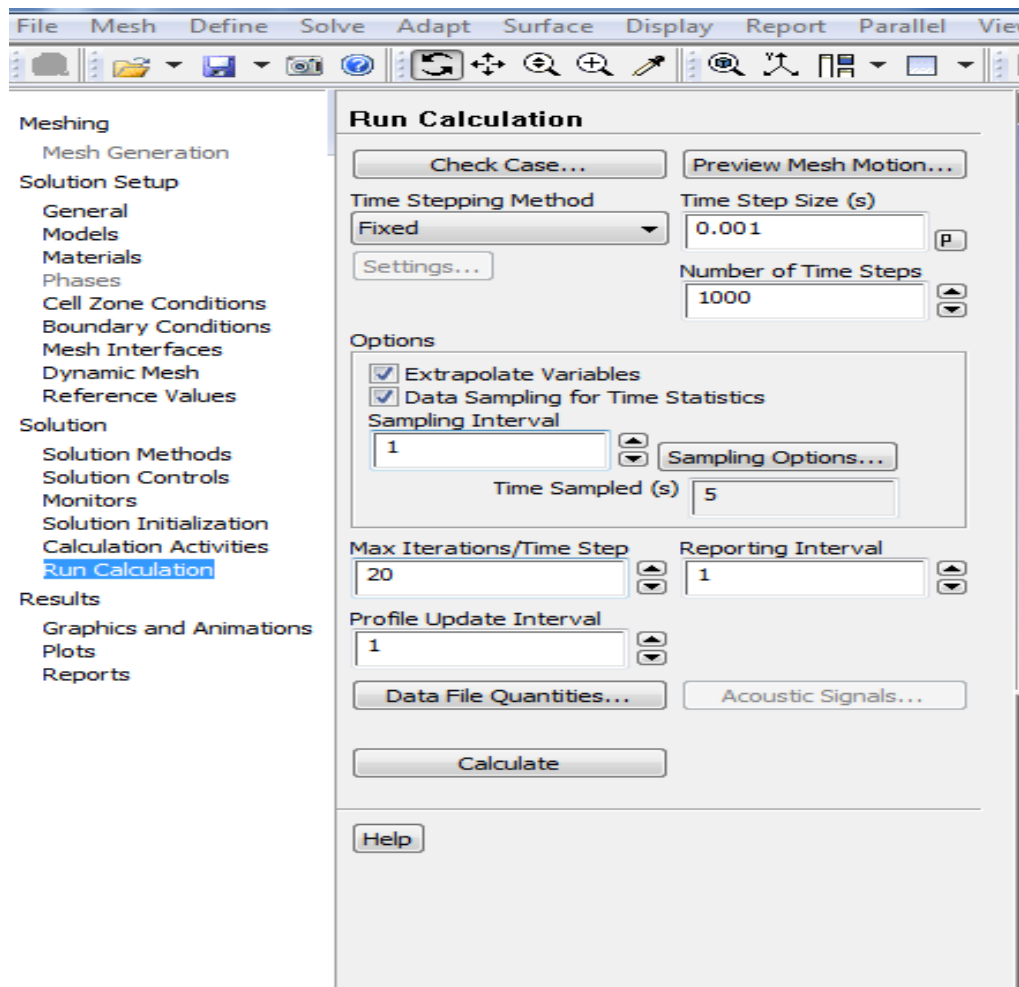 File Mesh Define Solve Adapt Surface Display Report Parallel Vie
Meshing
Mesh Generation
Solution Setup
General
Models
Materials
Phases
Cell Zone Conditions
Boundary Conditions
Mesh Interfaces
Dynamic Mesh
Reference Values
Solution
Solution Methods
Solution Controls
Monitors
Solution Initialization
Calculation Activities
Run Calculation
Results
Graphics and Animations
Plots
Reports
Run Calculation
Check Case... Preview Mesh Motion...
Time Stepping Method Time Step Size (s)
Fixed 0.001 P
Settings... Number of Time Steps
1000
Options
Extrapolate Variables
Data Sampling for Time Statistics
Sampling Interval
1 Sampling Options...
Time Sampled (s) 5
Max Iterations/Time Step Reporting Interval
20 1
Profile Update Interval
1
Data File Quantities... Acoustic Signals...
Calculate
Help